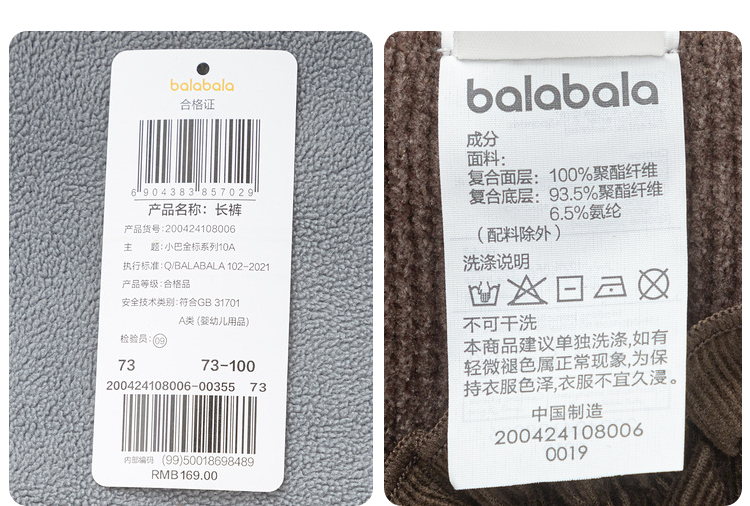 balabala
合格证
6 904383 857029
产品名称：长裤
产品货号：200424108006
主 题：小巴金标系列10A
执行标准：Q/BALABALA 102-2021
产品等级：合格品
安全技术类别：符合GB 31701
A类 (婴幼儿用品)
检验员：09
73 73-100
200424108006-00355 73
内部编码 (99)50018698489
RMB169.00
balabala
成分
面料：
复合面层：100%聚酯纤维
复合底层：93.5%聚酯纤维
6.5%氨纶
（配料除外）
洗涤说明
不可干洗
本商品建议单独洗涤,如有
轻微褪色属正常现象,为保
持衣服色泽,衣服不宜久浸。
中国制造
200424108006
0019